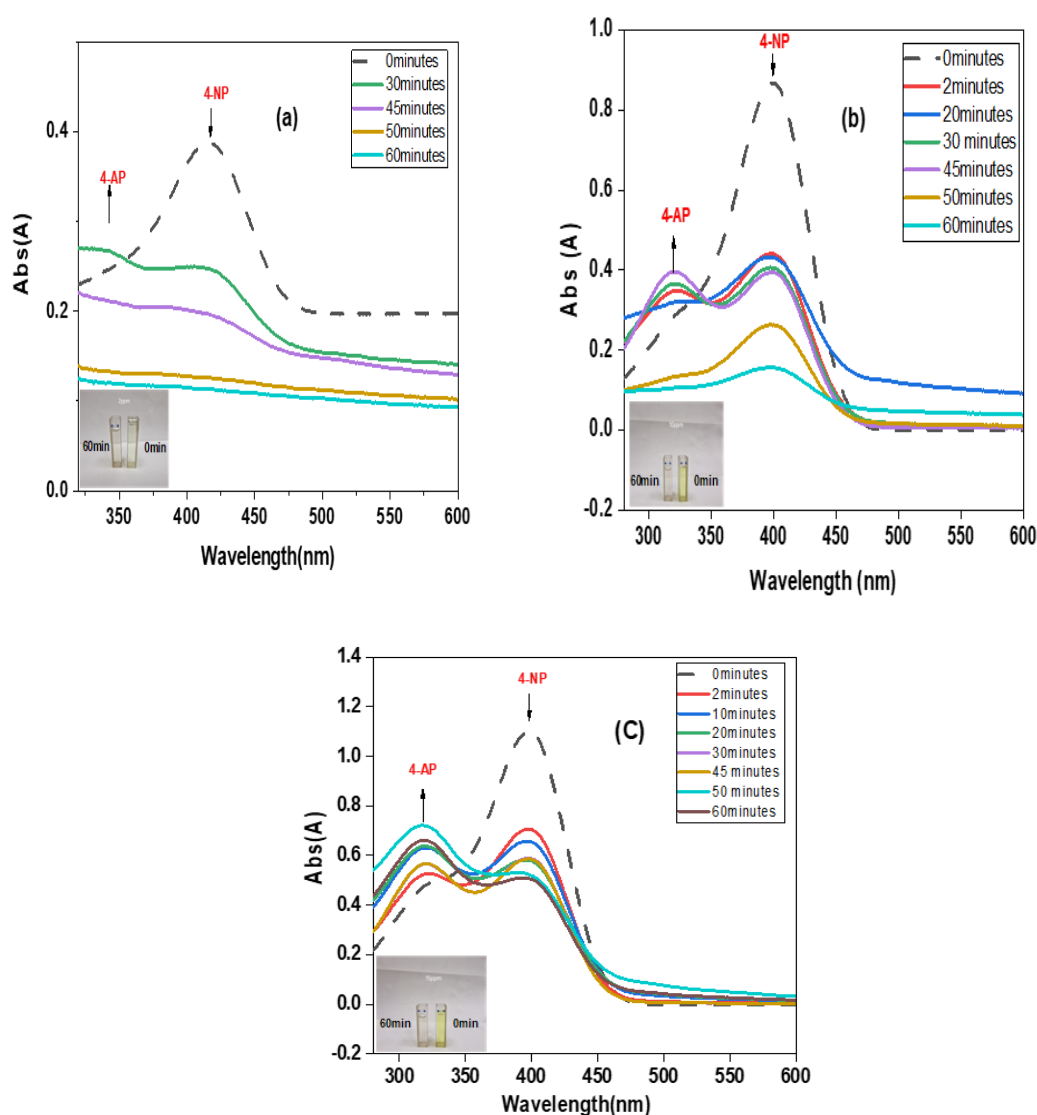 (a)
4-NP
4-AP
0minutes
30minutes
45minutes
50minutes
60minutes
Abs(A)
0.4
0.2
0.0
60min
0min
350
400
450
500
550
600
Wavelength(nm)
(b)
4-NP
4-AP
0minutes
2minutes
20minutes
30 minutes
45minutes
50minutes
60minutes
Abs (A)
1.0
0.8
0.6
0.4
0.2
0.0
-0.2
60min
0min
300
350
400
450
500
550
600
Wavelength (nm)
(C)
4-NP
4-AP
0minutes
2minutes
10minutes
20minutes
30minutes
45 minutes
50 minutes
60minutes
Abs(A)
1.4
1.2
1.0
0.8
0.6
0.4
0.2
0.0
-0.2
60min
0min
300
350
400
450
500
550
600
Wavelength(nm)